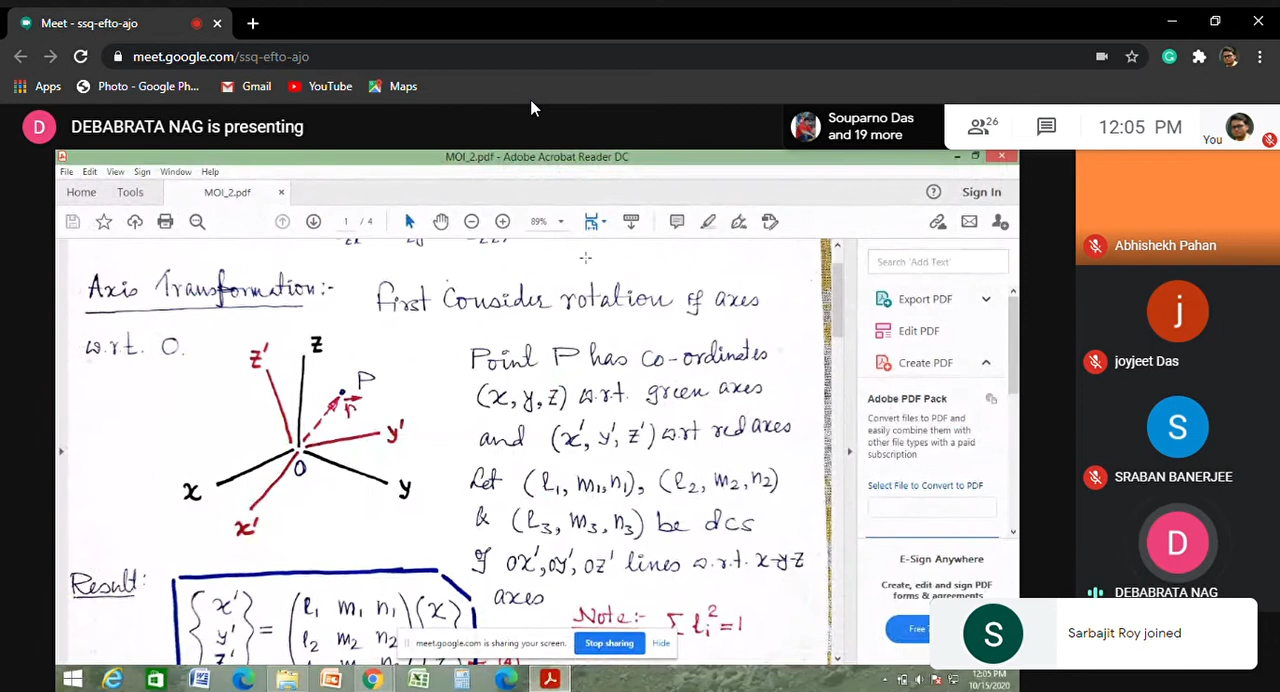 Meet - ssq-efto-ajo
meet.google.com/ssq-efto-ajo
Apps Photo - Google Ph... Gmail YouTube Maps
D DEBABRATA NAG is presenting
Souparno Das
and 19 more
26
12:05 PM
You
MOI_2.pdf - Adobe Acrobat Reader DC
File Edit View Sign Window Help
Home Tools MOI_2.pdf × Sign In
1 / 4 89%
Axis Transformation:- First Consider rotation of axes
w.r.t. O.
z' z
P
r
y'
O
x y
x'
Point P has co-ordinates
(x, y, z) w.r.t. green axes
and (x', y', z') wrt red axes
Let (l₁, m₁, n₁), (l₂, m₂, n₂)
& (l₃, m₃, n₃) be dcs
of ox', oy', oz' lines w.r.t. x-y-z
axes
Result:
{x' y' z'} = (l₁ m₁ n₁) (x)
l₂ m₂
Note:- Σ lᵢ² = 1
Search 'Add Text'
Export PDF
Edit PDF
Create PDF
Adobe PDF Pack
Convert files to PDF and
easily combine them with
other file types with a paid
subscription
Select File to Convert to PDF
E-Sign Anywhere
Create, edit and sign PDF
forms & agreements
Free
meet.google.com is sharing your screen. Stop sharing Hide
12:05 PM
10/15/2020
Abhishekh Pahan
j
joyjeet Das
S
SRABAN BANERJEE
D
DEBABRATA NAG
S Sarbajit Roy joined